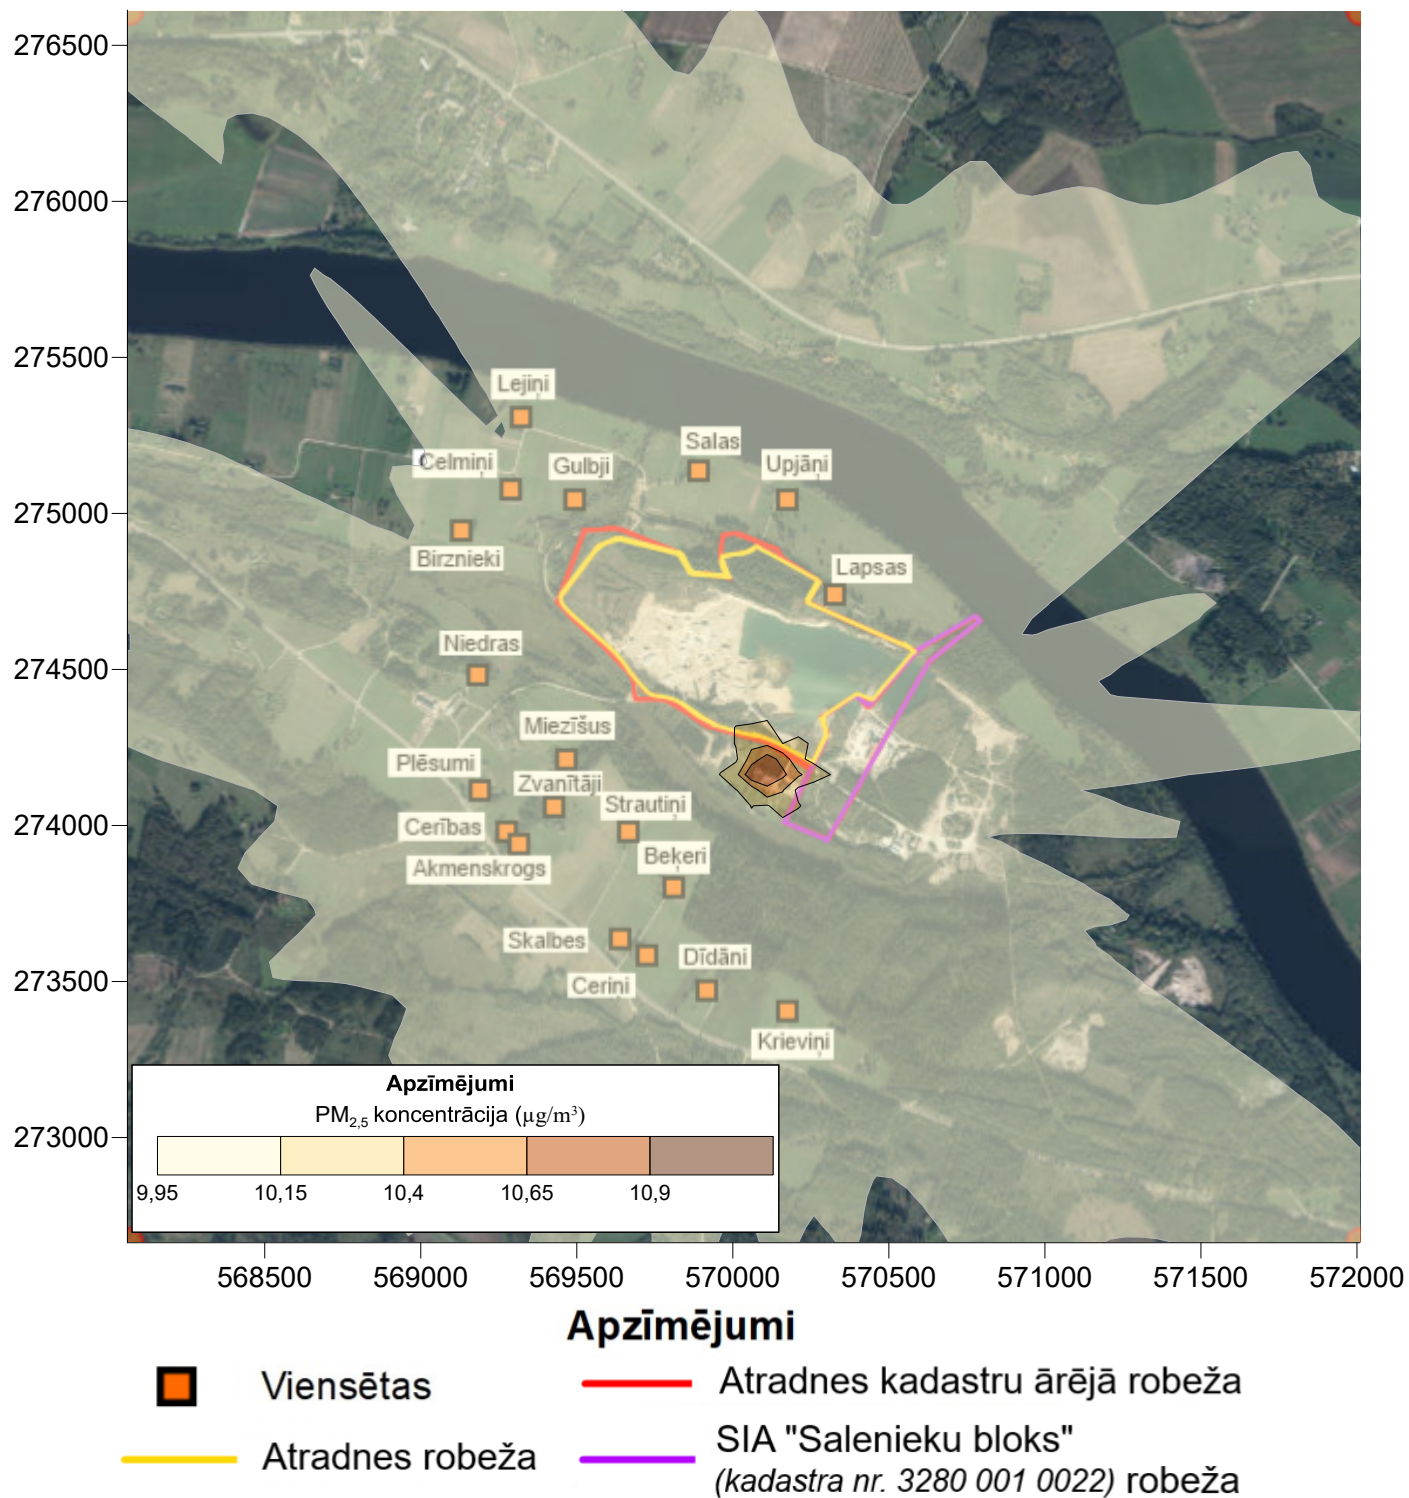 276500
276000
275500
275000
274500
274000
273500
273000
Lejiņi
Salas
Celmiņi
Gulbji
Upjāņi
Birznieki
Lapsas
Niedras
Miezīšus
Plēsumi
Zvanītāji
Strautiņi
Cerības
Akmenskrogs
Beķeri
Skalbes
Dīdāni
Ceriņi
Krieviņi
Apzīmējumi
PM2,5 koncentrācija (µg/m³)
9,95 10,15 10,4 10,65 10,9
568500 569000 569500 570000 570500 571000 571500 572000
Apzīmējumi
Viensētas
Atradnes kadastru ārējā robeža
Atradnes robeža
SIA "Salenieku bloks"
(kadastra nr. 3280 001 0022) robeža